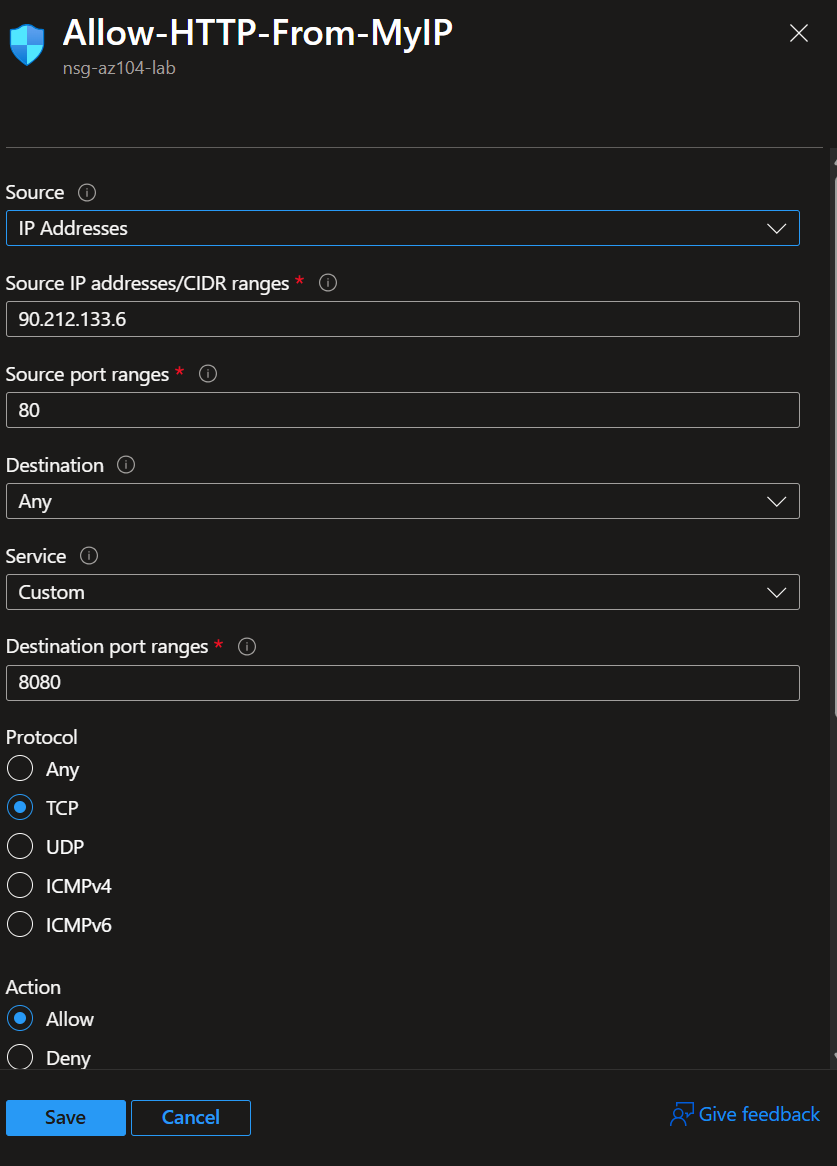 Allow-HTTP-From-MyIP
nsg-az104-lab
Source
IP Addresses
Source IP addresses/CIDR ranges *
90.212.133.6
Source port ranges *
80
Destination
Any
Service
Custom
Destination port ranges *
8080
Protocol
Any
TCP
UDP
ICMPv4
ICMPv6
Action
Allow
Deny
Save Cancel Give feedback